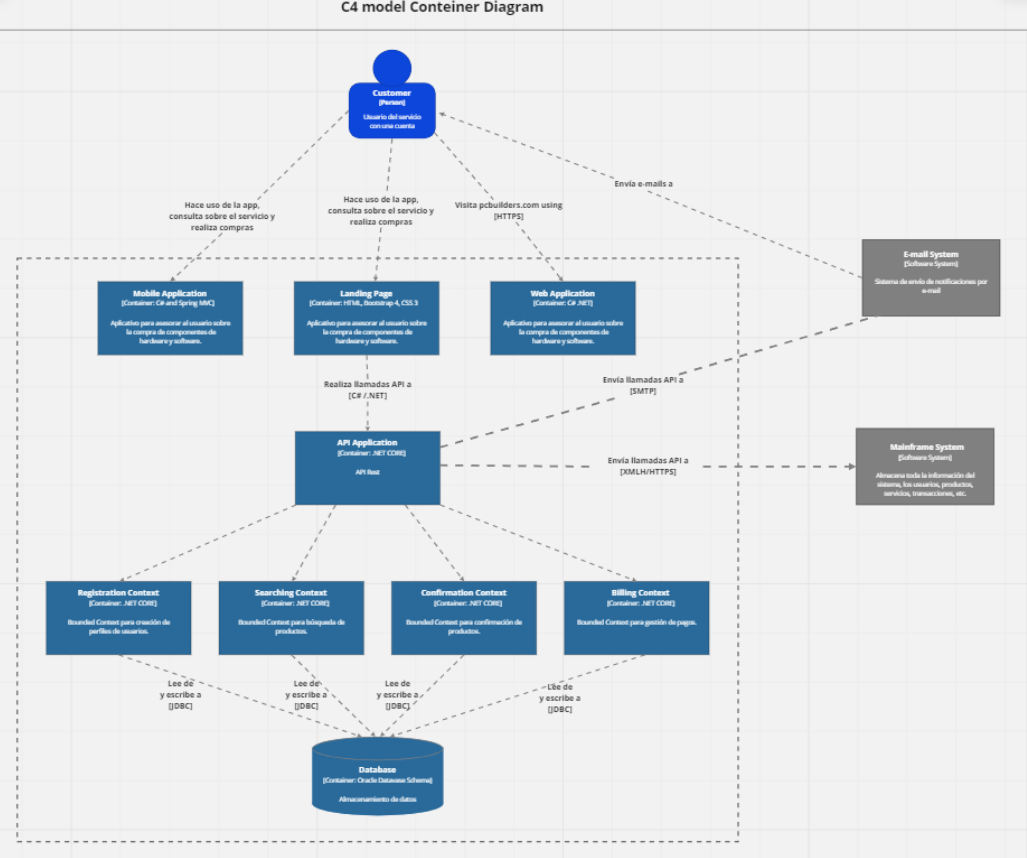 C4 model Conteiner Diagram
Customer
[Person]
Usuario del servicio
con una cuenta
Envía e-mails a
Hace uso de la app,
consulta sobre el servicio y
realiza compras
Hace uso de la app,
consulta sobre el servicio y
realiza compras
Visita pcbuilders.com using
[HTTPS]
E-mail System
[Software System]
Sistema de envío de notificaciones por
e-mail
Mobile Application
[Container: C# and Spring MVC]
Aplicativo para asesorar al usuario sobre
la compra de componentes de
hardware y software.
Landing Page
[Container: HTML, Bootstrap 4, CSS 3
Aplicativo para asesorar al usuario sobre
la compra de componentes de
hardware y software.
Web Application
[Container: C# .NET]
Aplicativo para asesorar al usuario sobre
la compra de componentes de
hardware y software.
Realiza llamadas API a
[C# /.NET]
Envía llamadas API a
[SMTP]
API Application
[Container: .NET CORE]
API Rest
Envía llamadas API a
[XMLH/HTTPS]
Mainframe System
[Software System]
Almacena toda la información del
sistema, los usuarios, productos,
servicios, transacciones, etc.
Registration Context
[Container: .NET CORE]
Bounded Context para creación de
perfiles de usuarios.
Searching Context
[Container: .NET CORE]
Bounded Context para búsqueda de
productos.
Confirmation Context
[Container: .NET CORE]
Bounded Context para confirmación de
productos.
Billing Context
[Container: .NET CORE]
Bounded Context para gestión de pagos.
Lee de
y escribe a
[JDBC]
Lee de
y escribe a
[JDBC]
Lee de
y escribe a
[JDBC]
Lee de
y escribe a
[JDBC]
Database
[Container: Oracle Datavase Schema]
Almacenamiento de datos